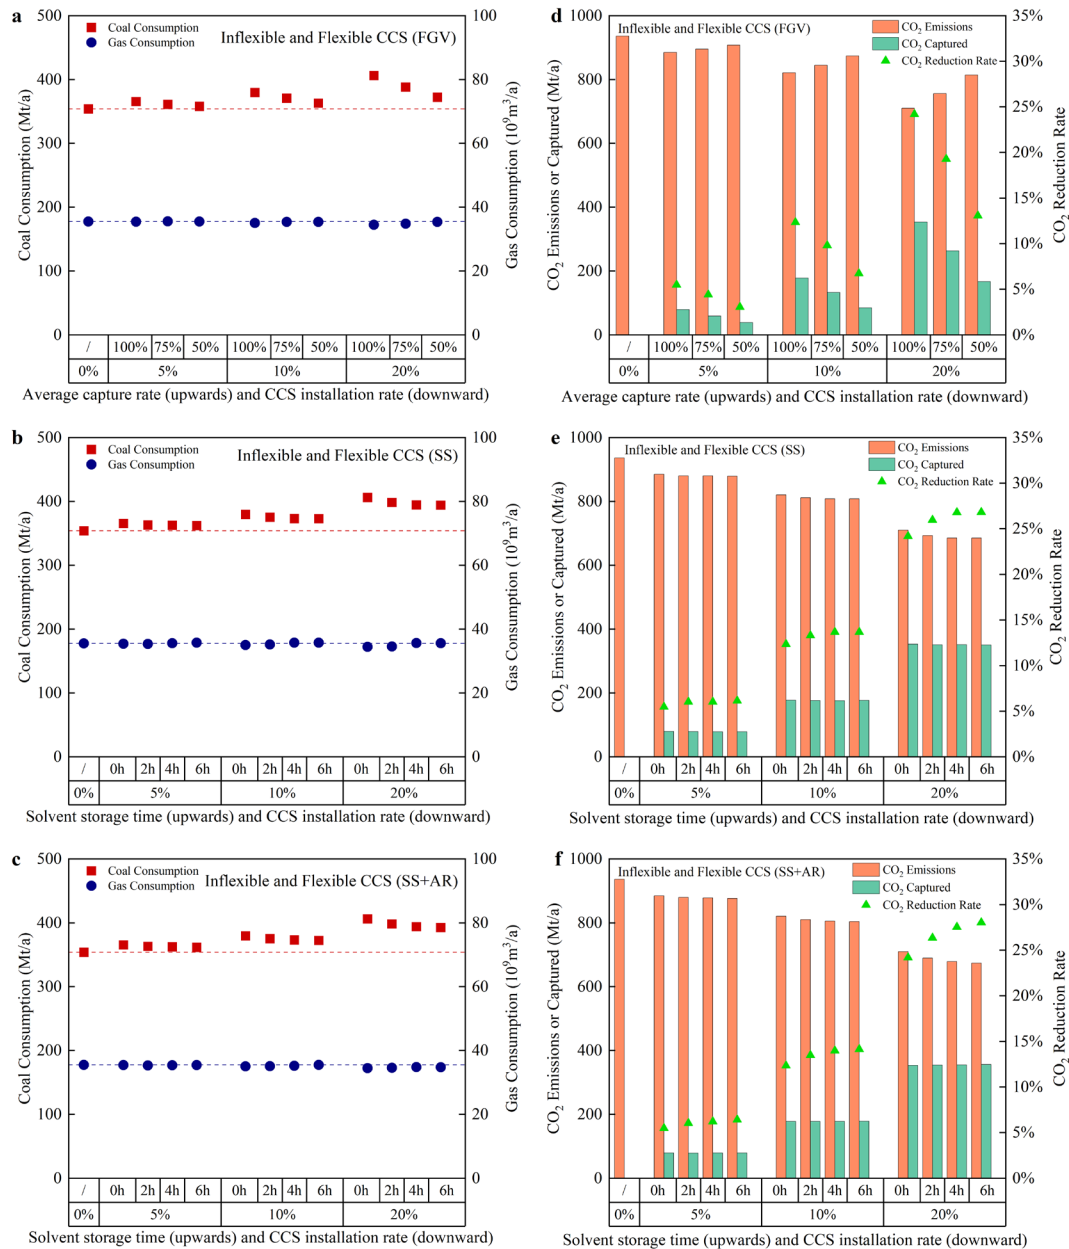 a
Coal Consumption
Gas Consumption
Inflexible and Flexible CCS (FGV)
Coal Consumption (Mt/a)
500
400
300
200
100
0
Gas Consumption (10⁹m³/a)
100
80
60
40
20
0
/ 100% 75% 50% 100% 75% 50% 100% 75% 50%
0% 5% 10% 20%
Average capture rate (upwards) and CCS installation rate (downward)
d
Inflexible and Flexible CCS (FGV)
CO₂ Emissions
CO₂ Captured
CO₂ Reduction Rate
CO₂ Emissions or Captured (Mt/a)
1000
800
600
400
200
0
CO₂ Reduction Rate
35%
30%
25%
20%
15%
10%
5%
0%
/ 100% 75% 50% 100% 75% 50% 100% 75% 50%
0% 5% 10% 20%
Average capture rate (upwards) and CCS installation rate (downward)
b
Coal Consumption
Gas Consumption
Inflexible and Flexible CCS (SS)
Coal Consumption (Mt/a)
500
400
300
200
100
0
Gas Consumption (10⁹m³/a)
100
80
60
40
20
0
/ 0h 2h 4h 6h 0h 2h 4h 6h 0h 2h 4h 6h
0% 5% 10% 20%
Solvent storage time (upwards) and CCS installation rate (downward)
e
Inflexible and Flexible CCS (SS)
CO₂ Emissions
CO₂ Captured
CO₂ Reduction Rate
CO₂ Emissions or Captured (Mt/a)
1000
800
600
400
200
0
CO₂ Reduction Rate
35%
30%
25%
20%
15%
10%
5%
0%
/ 0h 2h 4h 6h 0h 2h 4h 6h 0h 2h 4h 6h
0% 5% 10% 20%
Solvent storage time (upwards) and CCS installation rate (downward)
c
Coal Consumption
Gas Consumption
Inflexible and Flexible CCS (SS+AR)
Coal Consumption (Mt/a)
500
400
300
200
100
0
Gas Consumption (10⁹m³/a)
100
80
60
40
20
0
/ 0h 2h 4h 6h 0h 2h 4h 6h 0h 2h 4h 6h
0% 5% 10% 20%
Solvent storage time (upwards) and CCS installation rate (downward)
f
Inflexible and Flexible CCS (SS+AR)
CO₂ Emissions
CO₂ Captured
CO₂ Reduction Rate
CO₂ Emissions or Captured (Mt/a)
1000
800
600
400
200
0
CO₂ Reduction Rate
35%
30%
25%
20%
15%
10%
5%
0%
/ 0h 2h 4h 6h 0h 2h 4h 6h 0h 2h 4h 6h
0% 5% 10% 20%
Solvent storage time (upwards) and CCS installation rate (downward)